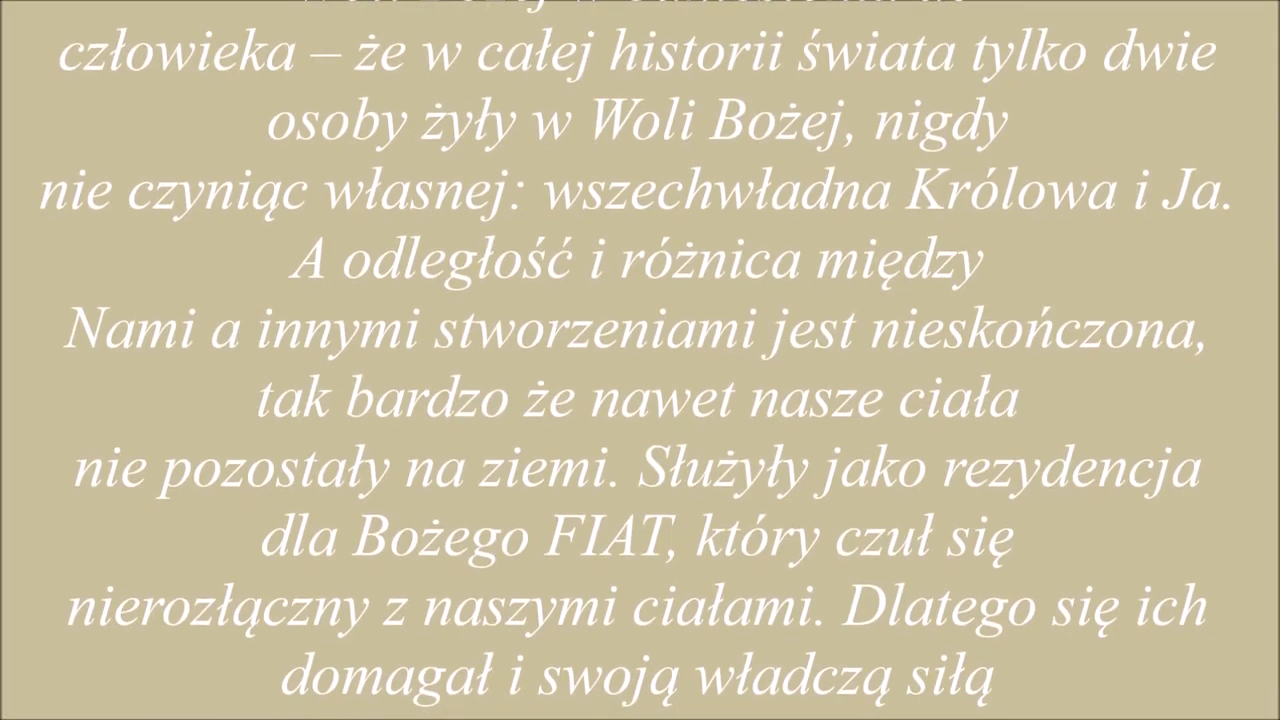 człowieka – że w całej historii świata tylko dwie
osoby żyły w Woli Bożej, nigdy
nie czyniąc własnej: wszechwładna Królowa i Ja.
A odległość i różnica między
Nami a innymi stworzeniami jest nieskończona,
tak bardzo że nawet nasze ciała
nie pozostały na ziemi. Służyły jako rezydencja
dla Bożego FIAT, który czuł się
nierozłączny z naszymi ciałami. Dlatego się ich
domagał i swoją władczą siłą